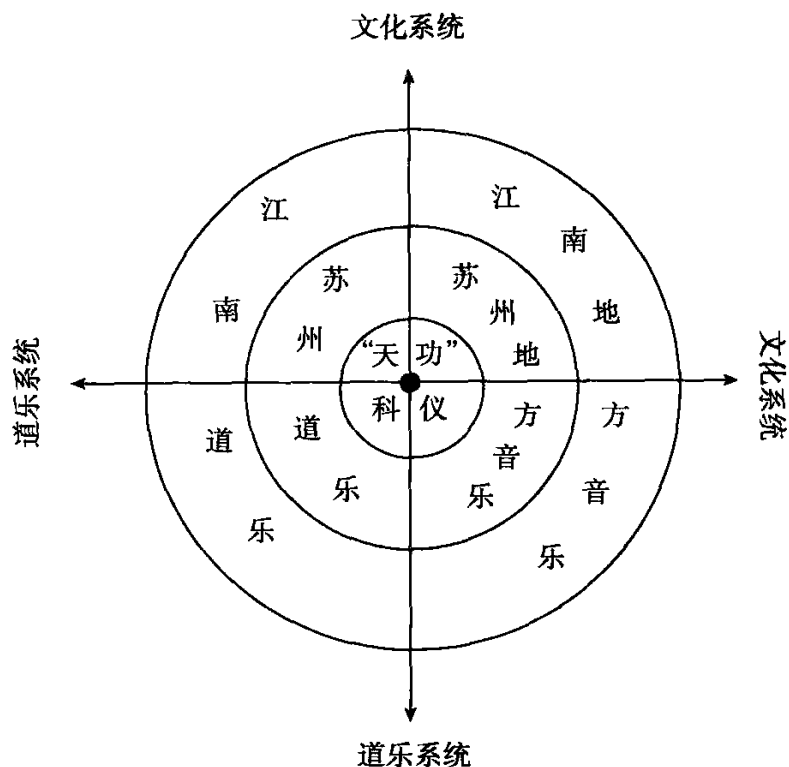 文化系统
江南道乐
江南地方音乐
苏州道乐
苏州地方音乐
“天功”
科仪
道乐系统
文化系统
道乐系统